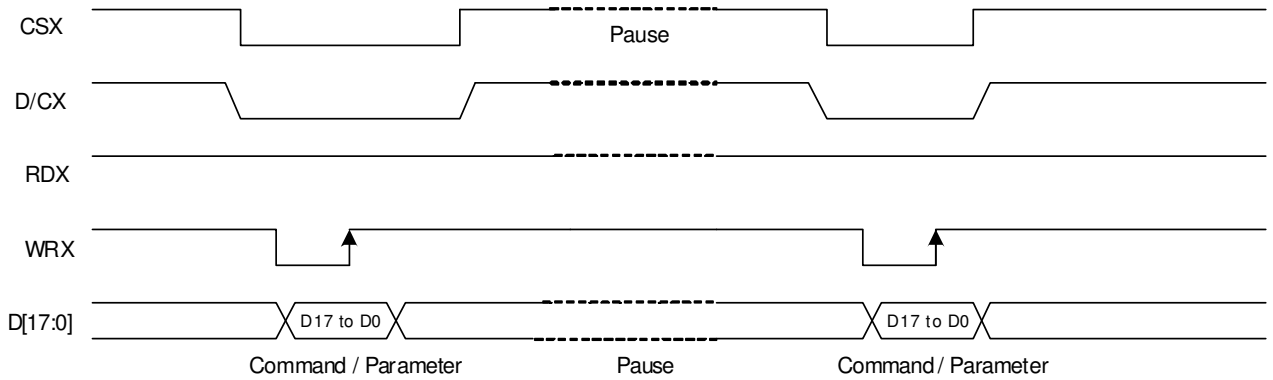 CSX
Pause
D/CX
RDX
WRX
D[17:0]
D17 to D0
D17 to D0
Command / Parameter
Pause
Command / Parameter